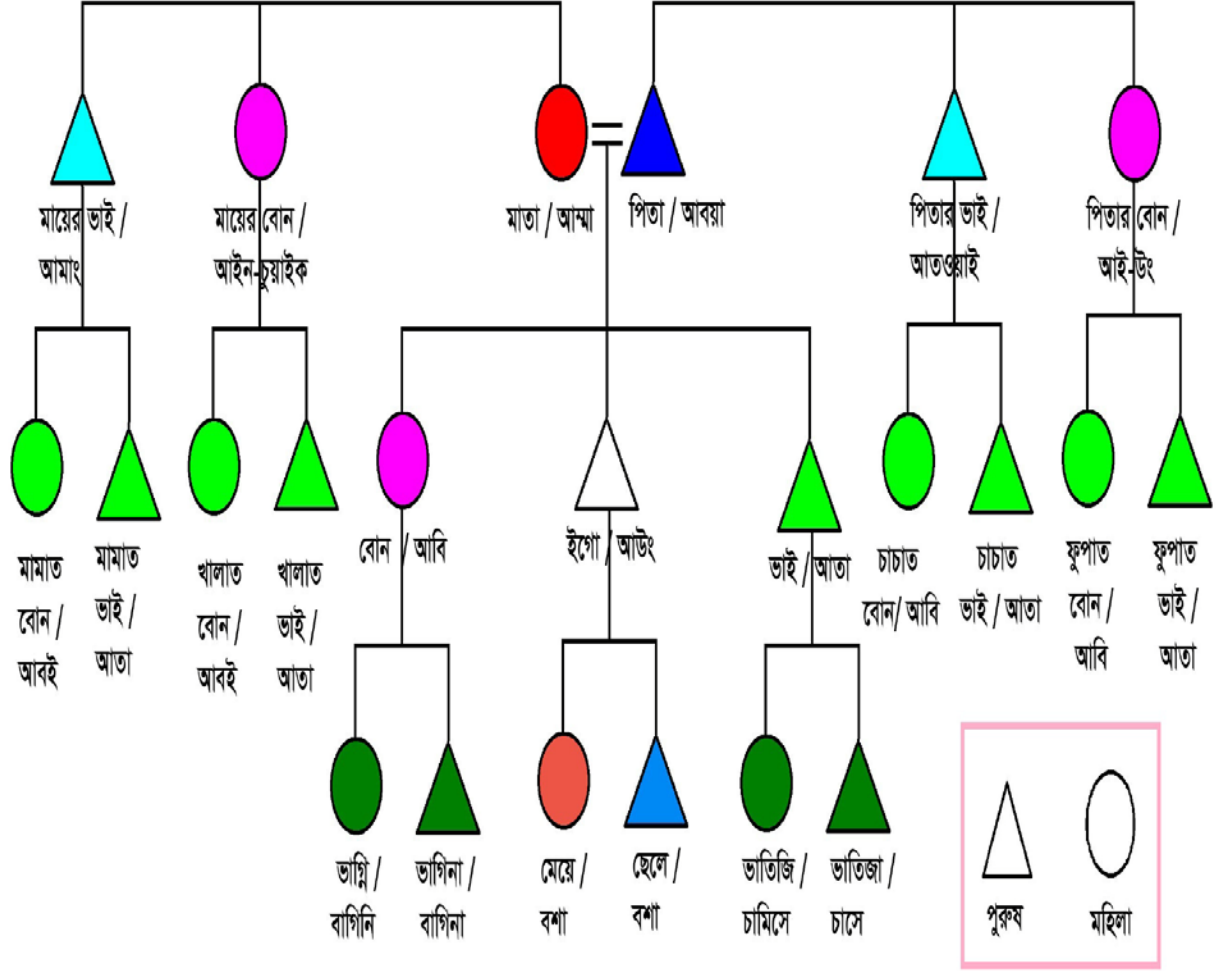 মায়ের ভাই /
আমাং
মায়ের বোন /
আইন-চুয়াইক
মাতা / আম্মা
পিতা / আবয়া
পিতার ভাই /
আতওয়াই
পিতার বোন /
আই-উং
মামাত
বোন /
আবই
মামাত
ভাই /
আতা
খালাত
বোন /
আবই
খালাত
ভাই /
আতা
বোন / আবি
ইগো / আউং
ভাই / আতা
চাচাত
বোন/ আবি
চাচাত
ভাই / আতা
ফুপাত
বোন /
আবি
ফুপাত
ভাই /
আতা
ভাগ্নি /
বাগিনি
ভাগিনা /
বাগিনা
মেয়ে /
বশা
ছেলে /
বশা
ভাতিজি /
চামিসে
ভাতিজা /
চাসে
পুরুষ
মহিলা